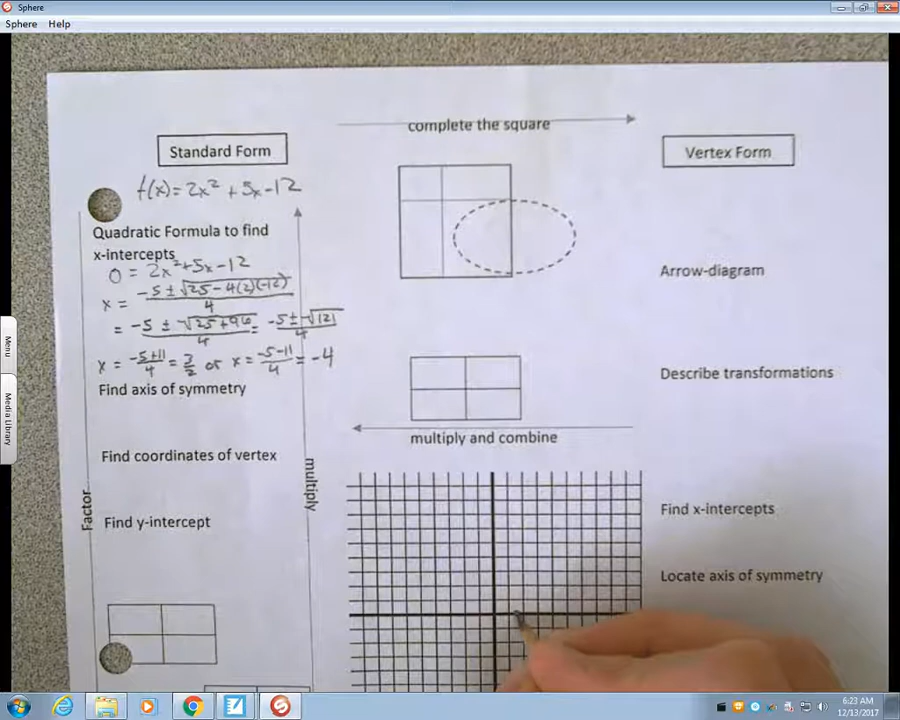 Sphere
Sphere Help
complete the square
Standard Form
Vertex Form
f(x) = 2x² + 5x - 12
Quadratic Formula to find
x-intercepts
0 = 2x² + 5x - 12
x = -5 ± √25 - 4(2)(-12) / 4
= -5 ± √25 + 96 / 4 = -5 ± √121 / 4
x = -5+11 / 4 = 3/2 or x = -5-11 / 4 = -4
Arrow-diagram
Find axis of symmetry
Describe transformations
multiply and combine
Find coordinates of vertex
Factor
multiply
Find y-intercept
Find x-intercepts
Locate axis of symmetry
Menu
Media Library
6:23 AM
12/13/2017